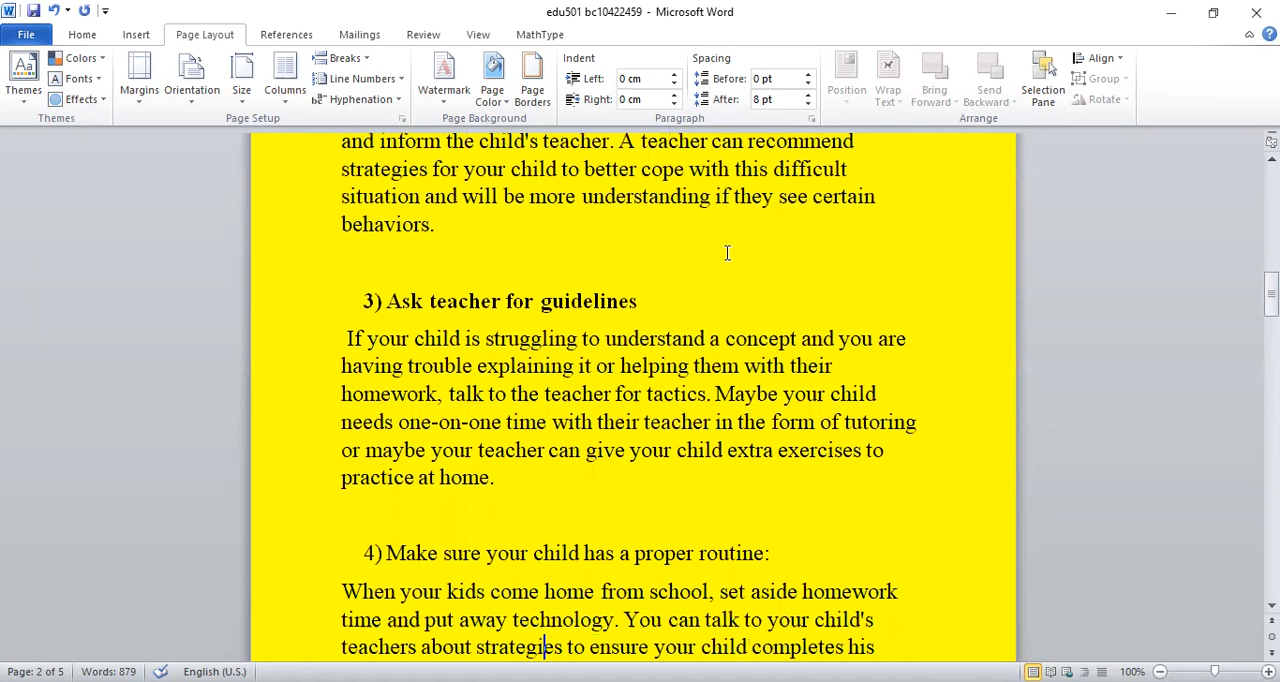 edu501 bc10422459 - Microsoft Word
File Home Insert Page Layout References Mailings Review View MathType
Themes Colors Fonts Effects
Themes
Margins Orientation Size Columns Breaks Line Numbers Hyphenation
Page Setup
Watermark Page Color Page Borders
Page Background
Indent Spacing
Left: 0 cm Before: 0 pt
Right: 0 cm After: 8 pt
Paragraph
Position Wrap Text Bring Forward Send Backward Selection Pane Align Group Rotate
Arrange
and inform the child's teacher. A teacher can recommend
strategies for your child to better cope with this difficult
situation and will be more understanding if they see certain
behaviors.
3) Ask teacher for guidelines
If your child is struggling to understand a concept and you are
having trouble explaining it or helping them with their
homework, talk to the teacher for tactics. Maybe your child
needs one-on-one time with their teacher in the form of tutoring
or maybe your teacher can give your child extra exercises to
practice at home.
4) Make sure your child has a proper routine:
When your kids come home from school, set aside homework
time and put away technology. You can talk to your child's
teachers about strategies to ensure your child completes his
Page: 2 of 5 Words: 879 English (U.S.) 100%